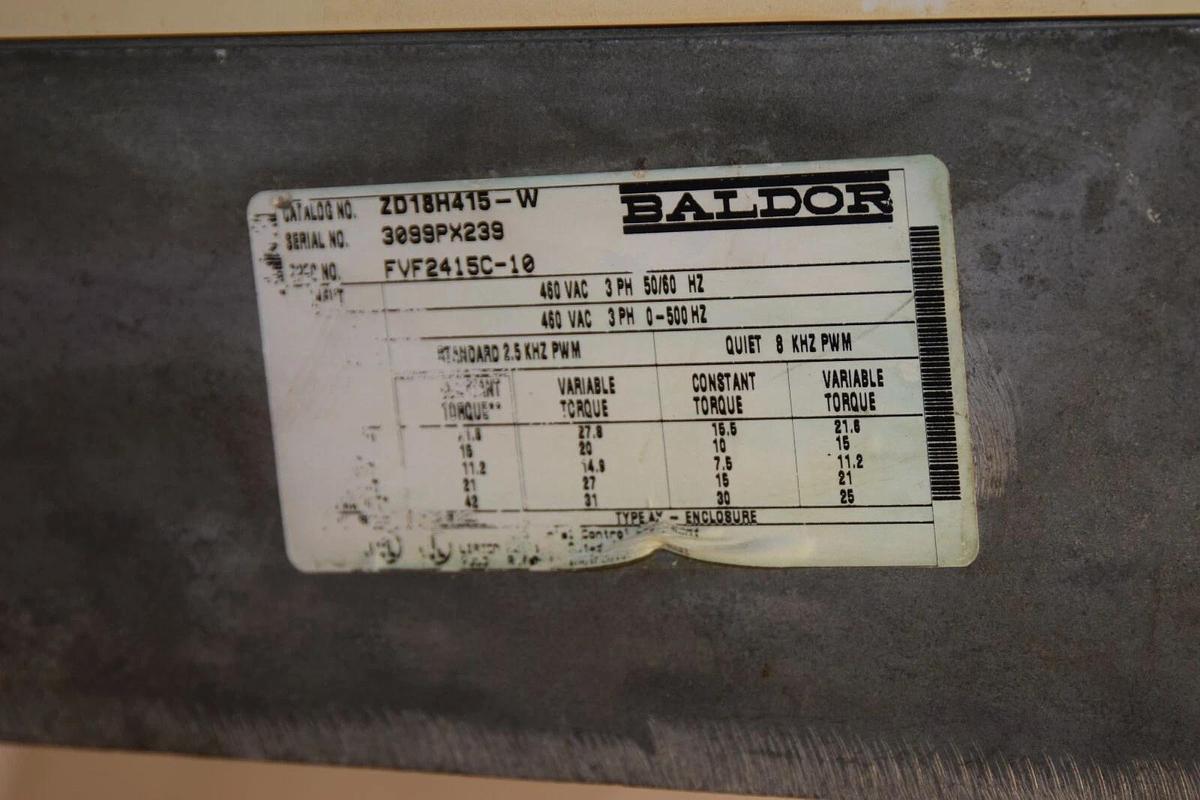 CATALOG NO. ZD18H415-W BALDOR
SERIAL NO. 3099PX239
NO. FVF2415C-10
460 VAC 3 PH 50/60 HZ
460 VAC 3 PH 0-500 HZ
STANDARD 2.5 KHZ PWM QUIET 8 KHZ PWM
VARIABLE CONSTANT VARIABLE
TORQUE** TORQUE TORQUE TORQUE
27.8 15.5 21.6
15 20 10 15
11.2 14.9 7.5 11.2
21 27 15 21
42 31 30 25
TYPE - ENCLOSURE
Control